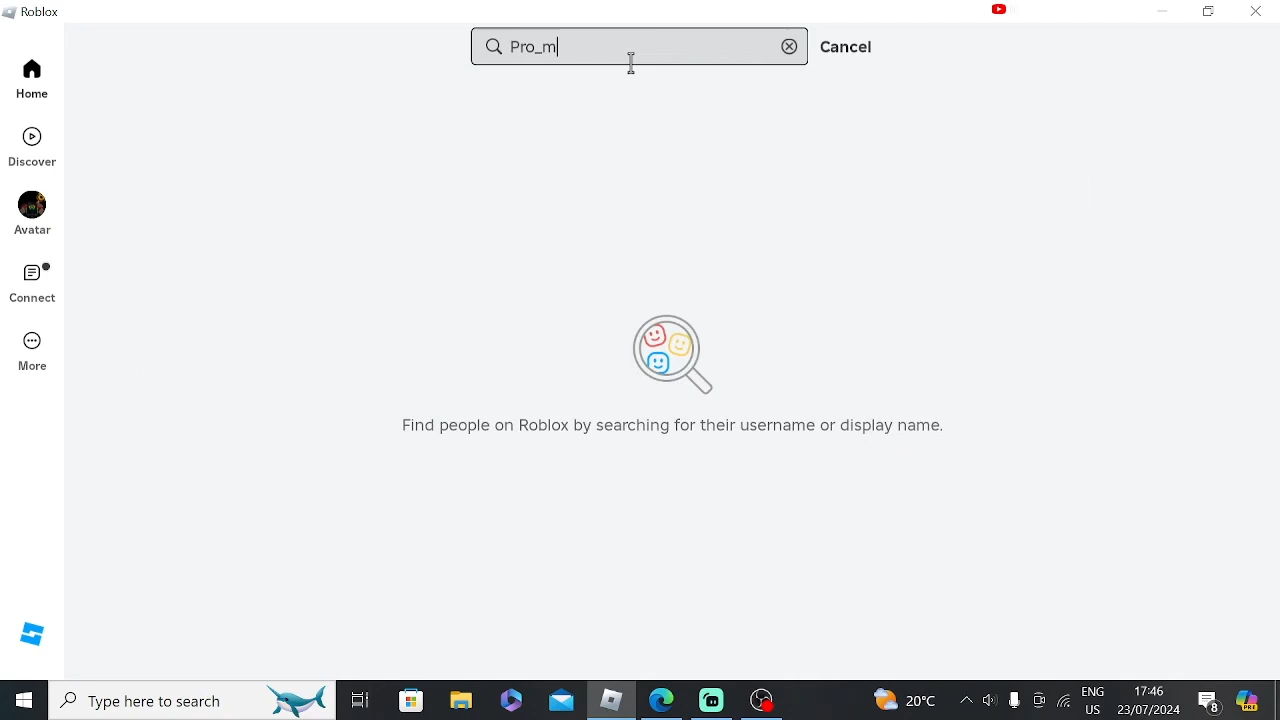 Roblox
Pro_m
Cancel
Home
Discover
Avatar
Connect
More
Find people on Roblox by searching for their username or display name.
Type here to search
20°C
ENG
US
17:46
23/07/2024
8
PRE